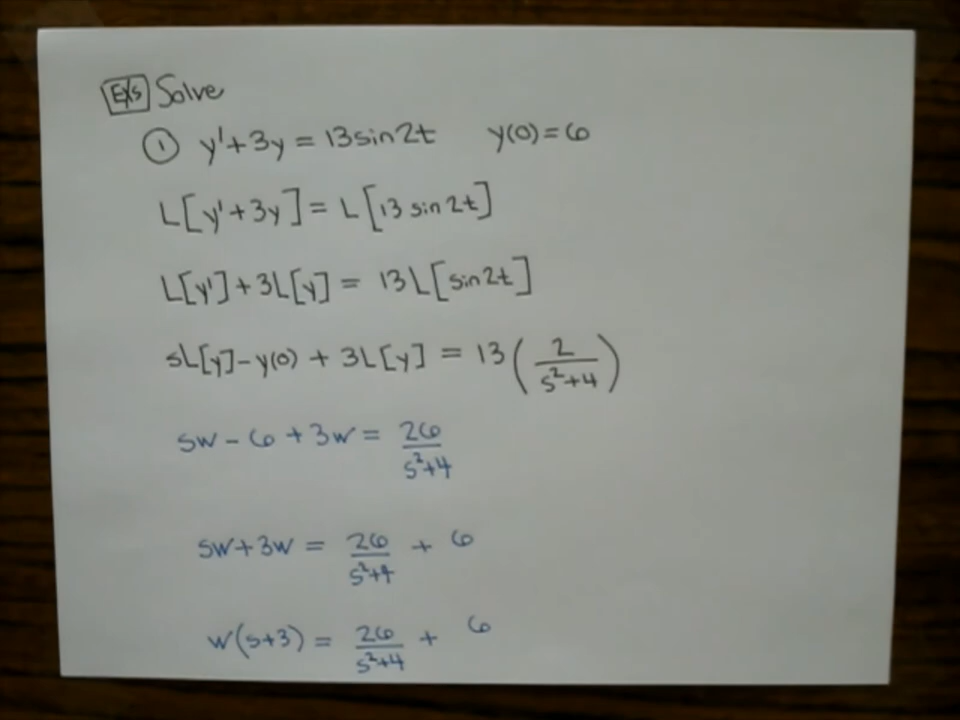 Exs Solve
① y'+3y = 13sin2t y(0)=6
L[y'+3y] = L[13 sin 2t]
L[y'] + 3L[y] = 13L[sin2t]
sL[y] - y(0) + 3L[y] = 13(2/(s²+4))
sw - 6 + 3w = 26/(s²+4)
sw + 3w = 26/(s²+4) + 6
w(s+3) = 26/(s²+4) + 6